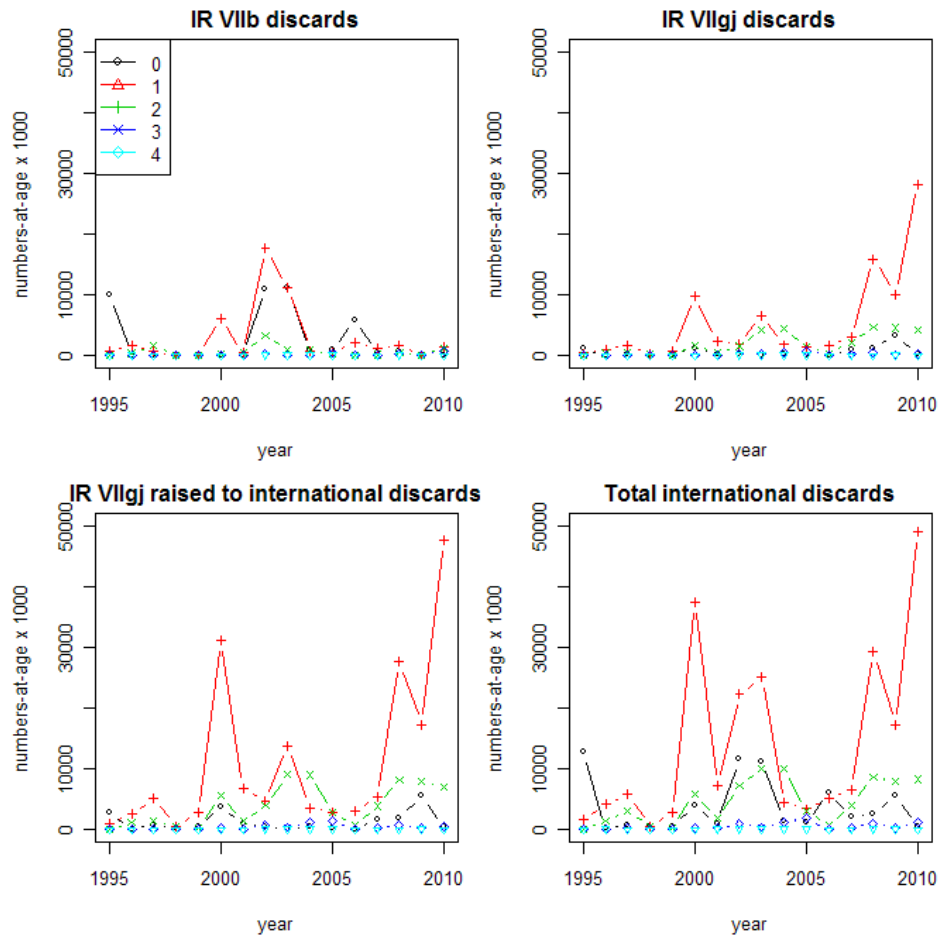 IR VIIb discards
numbers-at-age x 1000
0 10000 30000 50000
0
1
2
3
4
1995 2000 2005 2010
year
IR VIIgj discards
numbers-at-age x 1000
0 10000 30000 50000
1995 2000 2005 2010
year
IR VIIgj raised to international discards
numbers-at-age x 1000
0 10000 30000 50000
1995 2000 2005 2010
year
Total international discards
numbers-at-age x 1000
0 10000 30000 50000
1995 2000 2005 2010
year